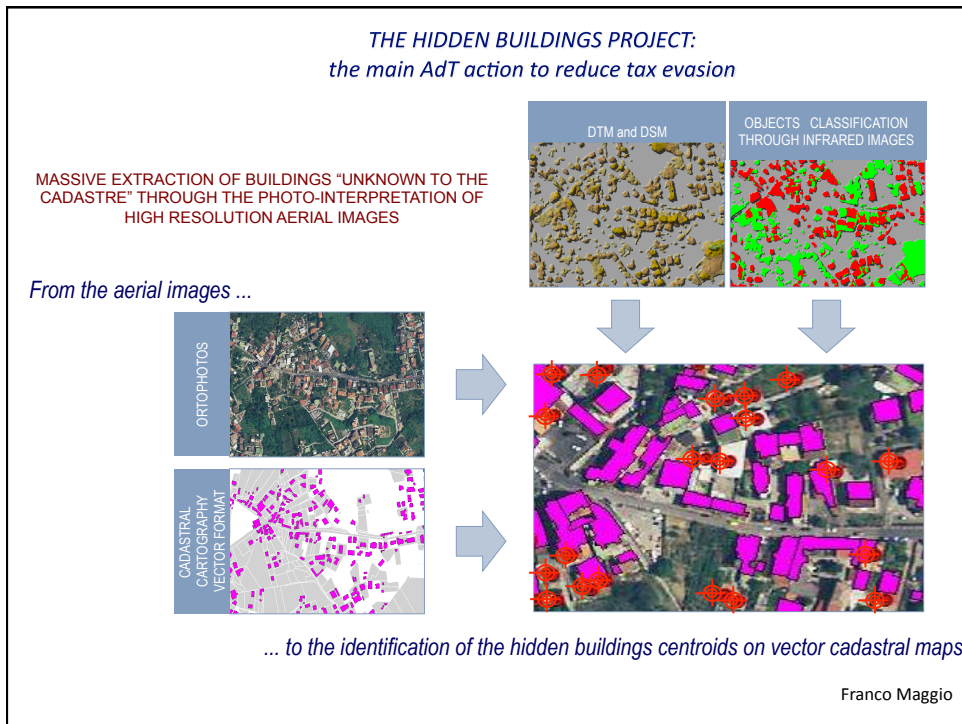 THE HIDDEN BUILDINGS PROJECT:
the main AdT action to reduce tax evasion
DTM and DSM
OBJECTS CLASSIFICATION
THROUGH INFRARED IMAGES
MASSIVE EXTRACTION OF BUILDINGS “UNKNOWN TO THE
CADASTRE” THROUGH THE PHOTO-INTERPRETATION OF
HIGH RESOLUTION AERIAL IMAGES
From the aerial images ...
ORTOPHOTOS
CADASTRAL
CARTOGRAPHY
VECTOR FORMAT
... to the identification of the hidden buildings centroids on vector cadastral maps
Franco Maggio